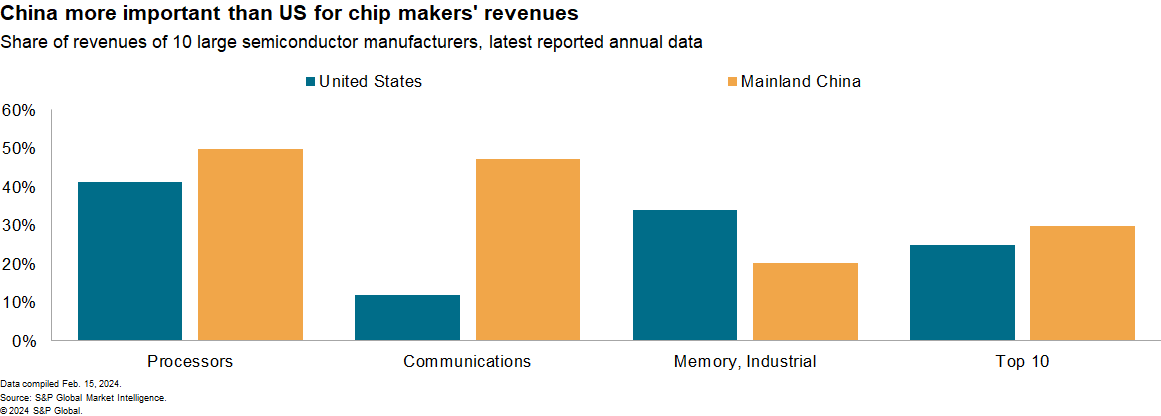 China more important than US for chip makers' revenues
Share of revenues of 10 large semiconductor manufacturers, latest reported annual data
United States
Mainland China
60%
50%
40%
30%
20%
10%
0%
Processors
Communications
Memory, Industrial
Top 10
Data compiled Feb. 15, 2024.
Source: S&P Global Market Intelligence.
© 2024 S&P Global.